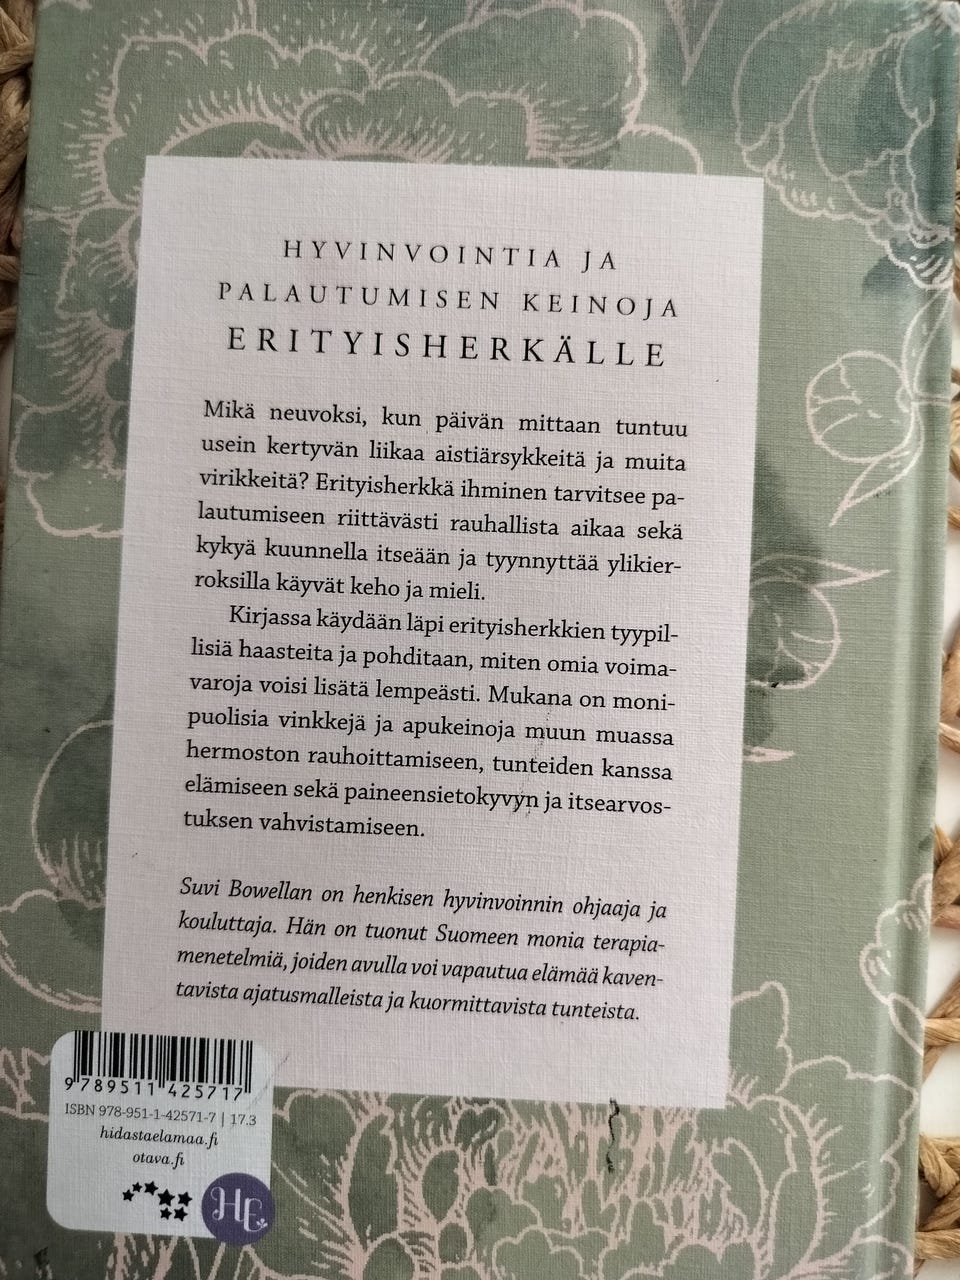 HYVINVOINTIA JA
PALAUTUMISEN KEINOJA
ERITYISHERKÄLLE
Mikä neuvoksi, kun päivän mittaan tuntuu
usein kertyvän liikaa aistiärsykkeitä ja muita
virikkeitä? Erityisherkkä ihminen tarvitsee pa-
lautumiseen riittävästi rauhallista aikaa sekä
kykyä kuunnella itseään ja tyynnyttää ylikier-
roksilla käyvät keho ja mieli.
Kirjassa käydään läpi erityisherkkien tyypil-
lisiä haasteita ja pohditaan, miten omia voima-
varoja voisi lisätä lempeästi. Mukana on moni-
puolisia vinkkejä ja apukeinoja muun muassa
hermoston rauhoittamiseen, tunteiden kanssa
elämiseen sekä paineensietokyvyn ja itsearvos-
tuksen vahvistamiseen.
Suvi Bowellan on henkisen hyvinvoinnin ohjaaja ja
kouluttaja. Hän on tuonut Suomeen monia terapia-
menetelmiä, joiden avulla voi vapautua elämää kaven-
tavista ajatusmalleista ja kuormittavista tunteista.
9 789511 425717
ISBN 978-951-1-42571-7 | 17.3
hidastaelamaa.fi
otava.fi
HE